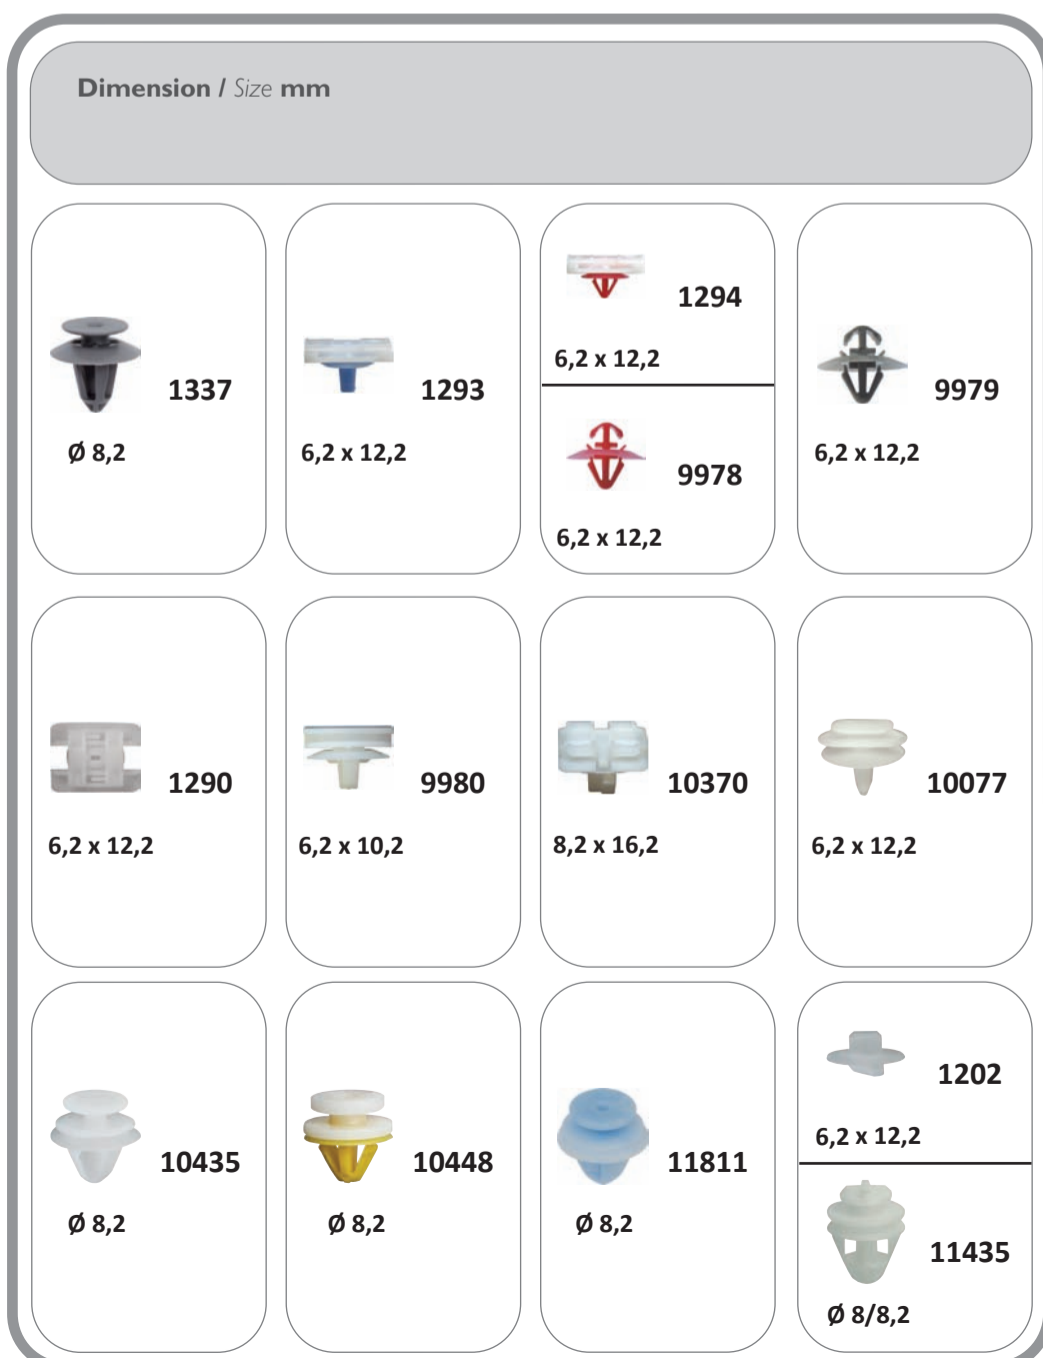 Dimension / Size mm
1337
Ø 8,2
1293
6,2 x 12,2
1294
6,2 x 12,2
9978
6,2 x 12,2
9979
6,2 x 12,2
1290
6,2 x 12,2
9980
6,2 x 10,2
10370
8,2 x 16,2
10077
6,2 x 12,2
10435
Ø 8,2
10448
Ø 8,2
11811
Ø 8,2
1202
6,2 x 12,2
11435
Ø 8/8,2